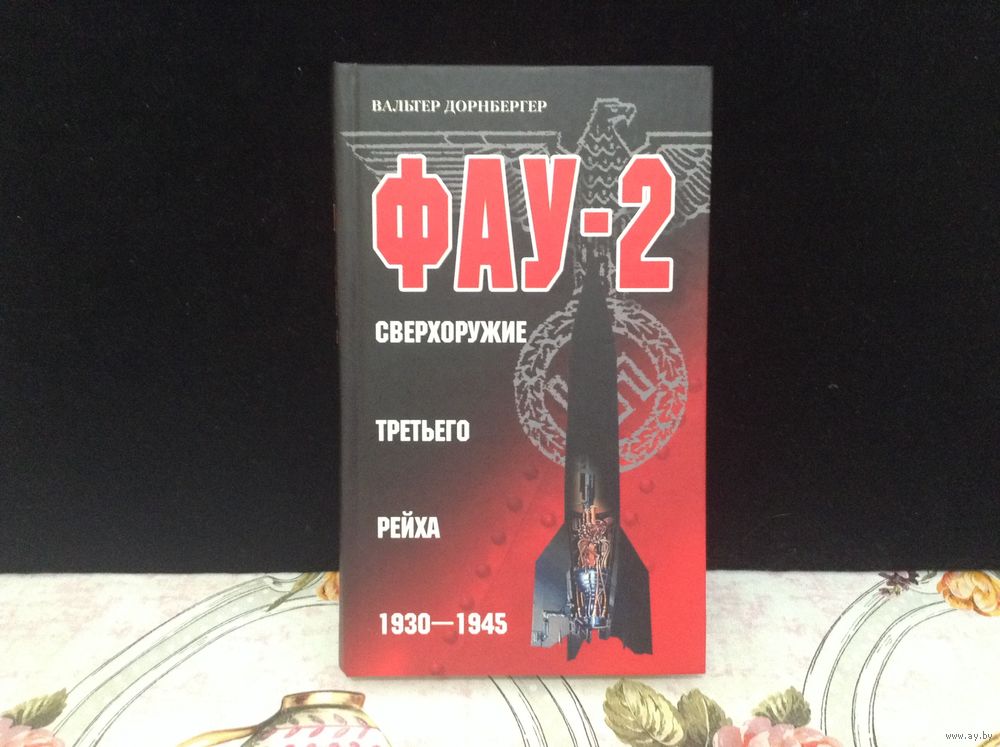 ВАЛЬТЕР ДОРНБЕРГЕР
ФАУ-2
СВЕРХОРУЖИЕ
ТРЕТЬЕГО
РЕЙХА
1930—1945
www.ay.by